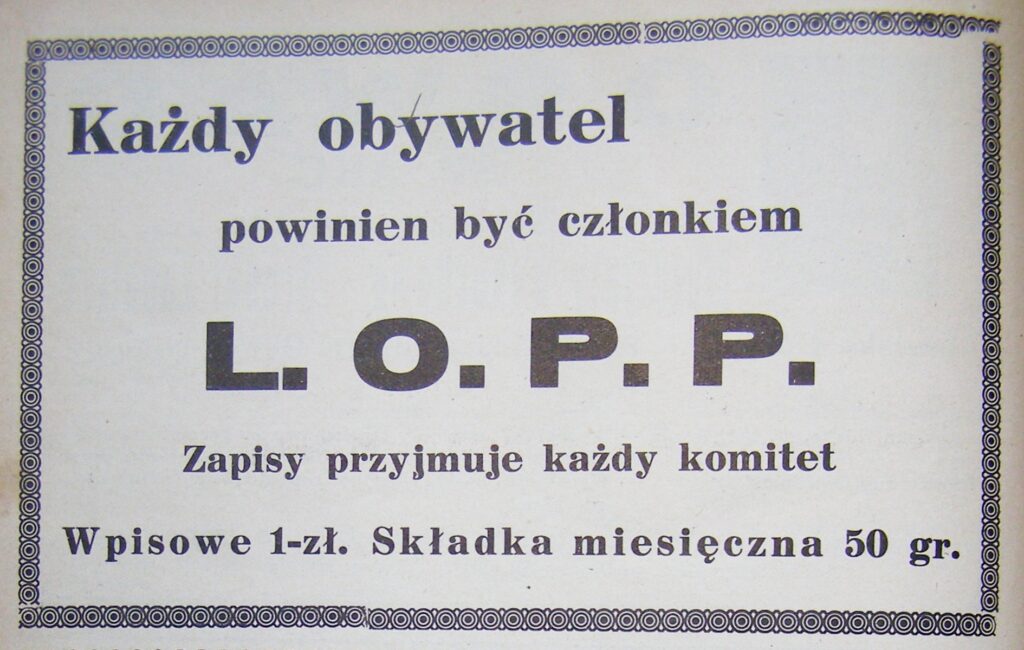 Każdy obywatel
powinien być członkiem
L. O. P. P.
Zapisy przyjmuje każdy komitet
Wpisowe 1-zł. Składka miesięczna 50 gr.